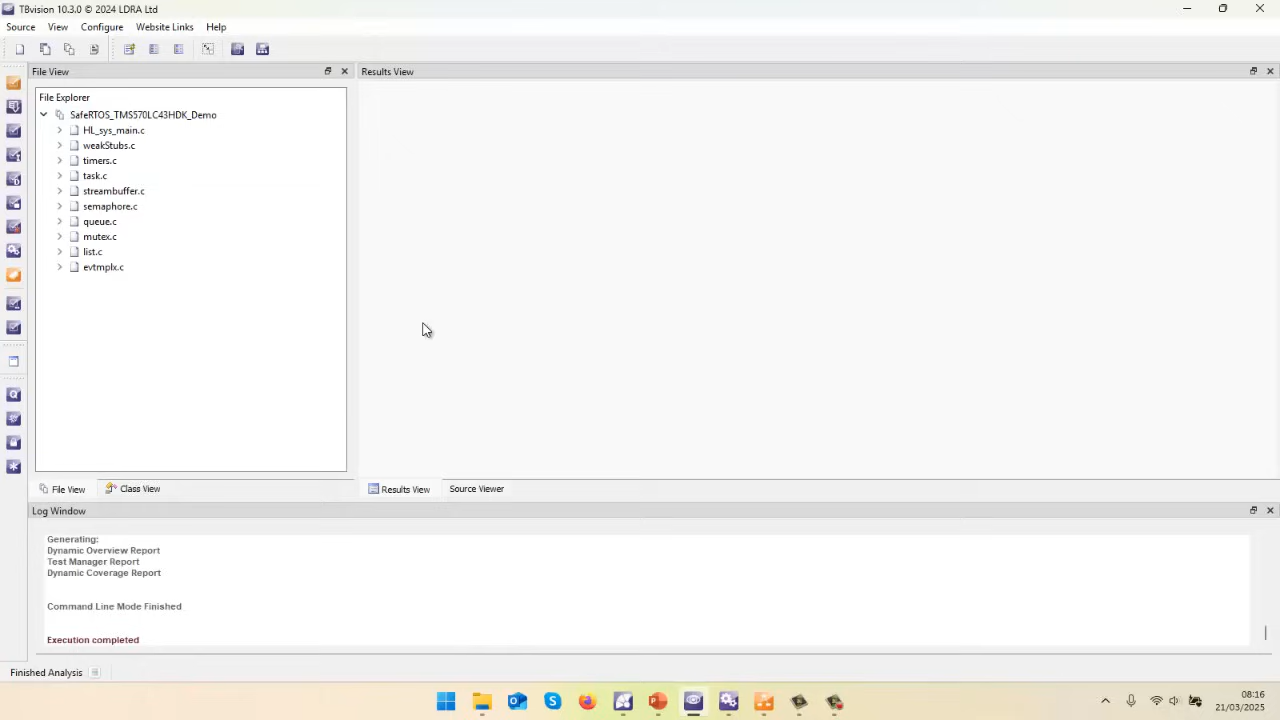 TBvision 10.3.0 © 2024 LDRA Ltd
Source View Configure Website Links Help
File View
Results View
File Explorer
SafeRTOS_TMS570LC43HDK_Demo
HL_sys_main.c
weakStubs.c
timers.c
task.c
streambuffer.c
semaphore.c
queue.c
mutex.c
list.c
evtmplx.c
File View Class View
Results View Source Viewer
Log Window
Generating:
Dynamic Overview Report
Test Manager Report
Dynamic Coverage Report
Command Line Mode Finished
Execution completed
Finished Analysis
08:16
21/03/2025